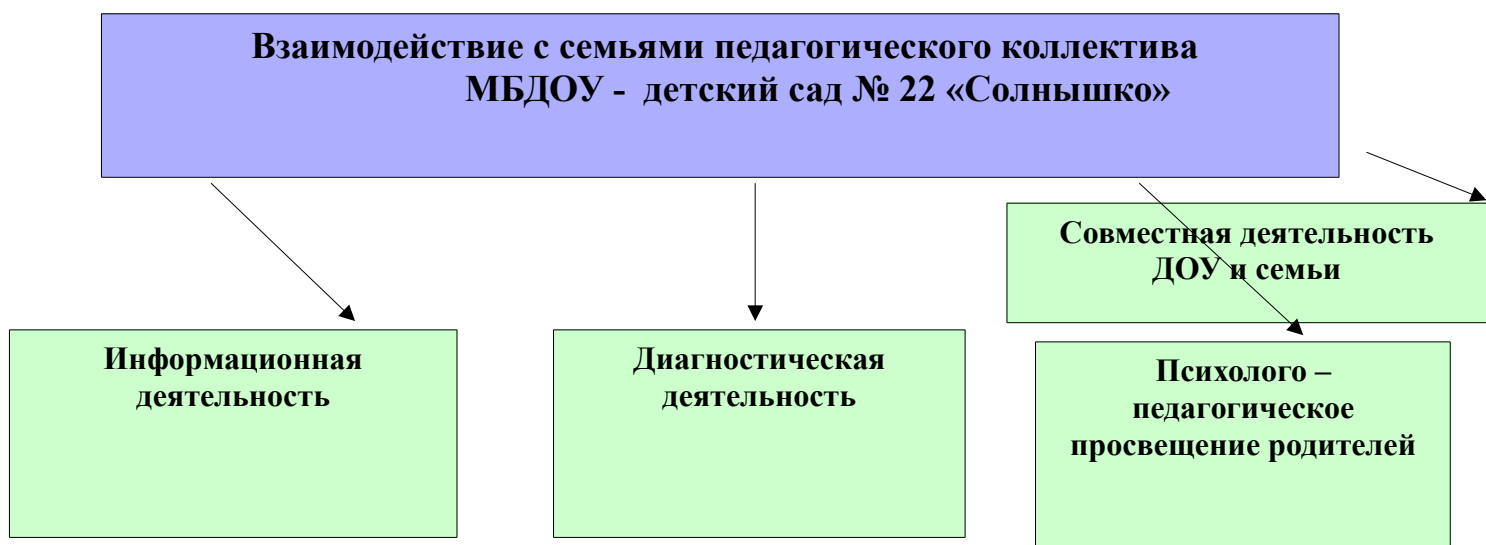 Взаимодействие с семьями педагогического коллектива
МБДОУ - детский сад № 22 «Солнышко»
Совместная деятельность
ДОУ и семьи
Информационная
деятельность
Диагностическая
деятельность
Психолого –
педагогическое
просвещение родителей